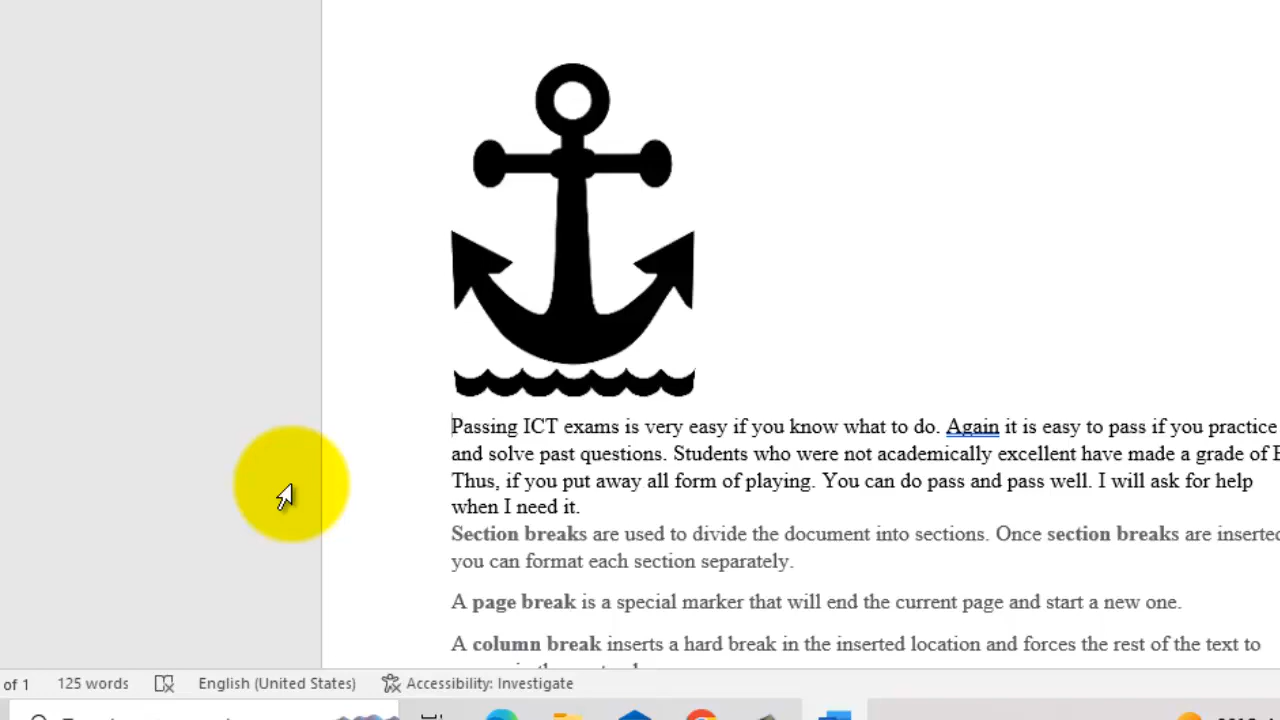 Passing ICT exams is very easy if you know what to do. Again it is easy to pass if you practice
and solve past questions. Students who were not academically excellent have made a grade of
Thus, if you put away all form of playing. You can do pass and pass well. I will ask for help
when I need it.
Section breaks are used to divide the document into sections. Once section breaks are inserted
you can format each section separately.
A page break is a special marker that will end the current page and start a new one.
A column break inserts a hard break in the inserted location and forces the rest of the text to
of 1 125 words English (United States) Accessibility: Investigate